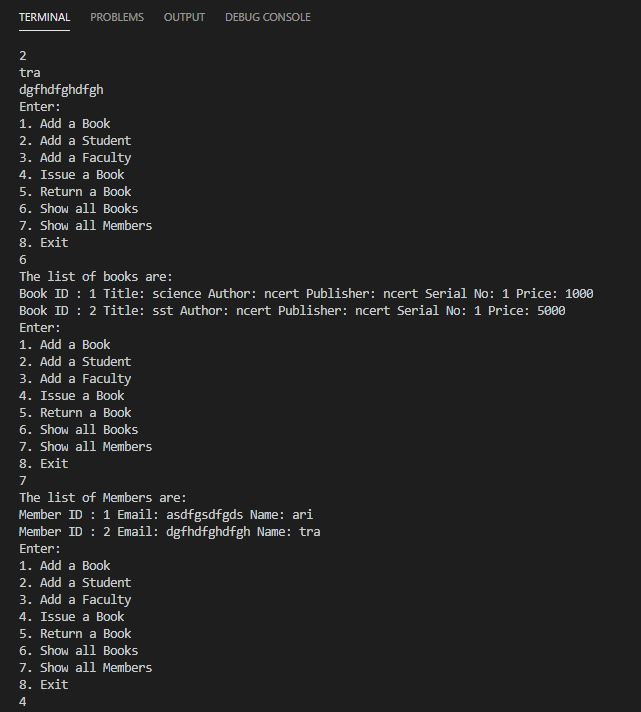 TERMINAL PROBLEMS OUTPUT DEBUG CONSOLE
2
tra
dgfhdfghdfgh
Enter:
1. Add a Book
2. Add a Student
3. Add a Faculty
4. Issue a Book
5. Return a Book
6. Show all Books
7. Show all Members
8. Exit
6
The list of books are:
Book ID : 1 Title: science Author: ncert Publisher: ncert Serial No: 1 Price: 1000
Book ID : 2 Title: sst Author: ncert Publisher: ncert Serial No: 1 Price: 5000
Enter:
1. Add a Book
2. Add a Student
3. Add a Faculty
4. Issue a Book
5. Return a Book
6. Show all Books
7. Show all Members
8. Exit
7
The list of Members are:
Member ID : 1 Email: asdfgsdfgds Name: ari
Member ID : 2 Email: dgfhdfghdfgh Name: tra
Enter:
1. Add a Book
2. Add a Student
3. Add a Faculty
4. Issue a Book
5. Return a Book
6. Show all Books
7. Show all Members
8. Exit
4